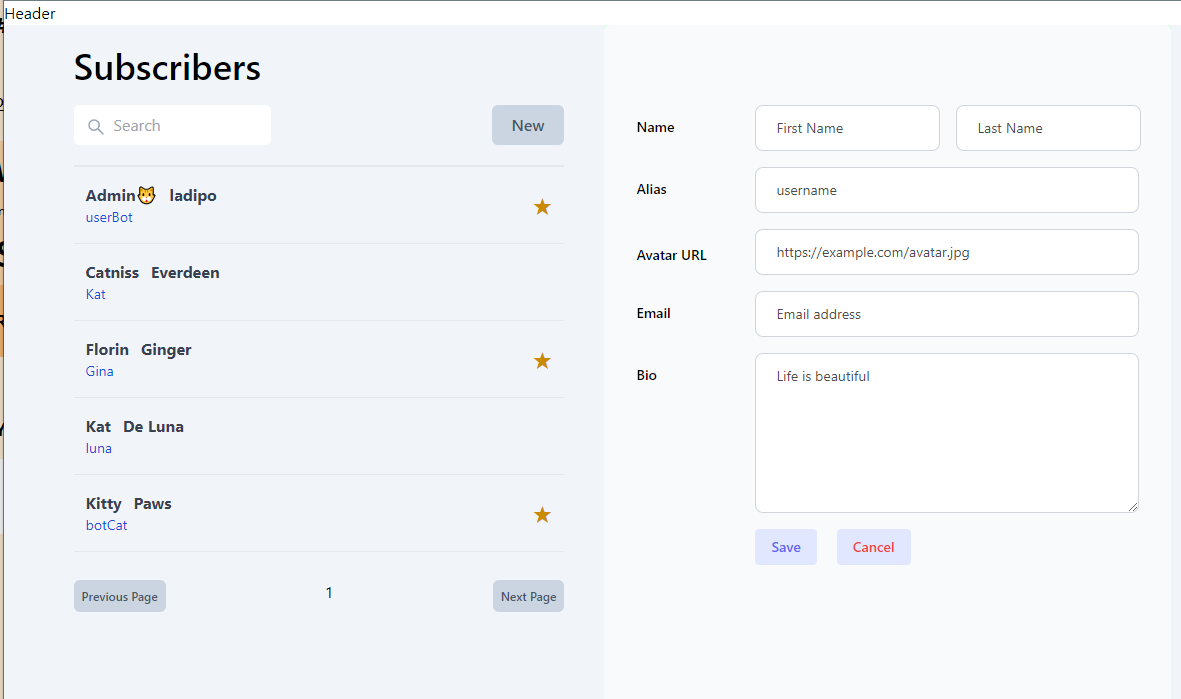 Header
Subscribers
Search
New
Admin🐱 ladipo
userBot
★
Catniss Everdeen
Kat
Florin Ginger
Gina
★
Kat De Luna
luna
Kitty Paws
botCat
★
Previous Page
1
Next Page
Name
First Name
Last Name
Alias
username
Avatar URL
https://example.com/avatar.jpg
Email
Email address
Bio
Life is beautiful
Save
Cancel